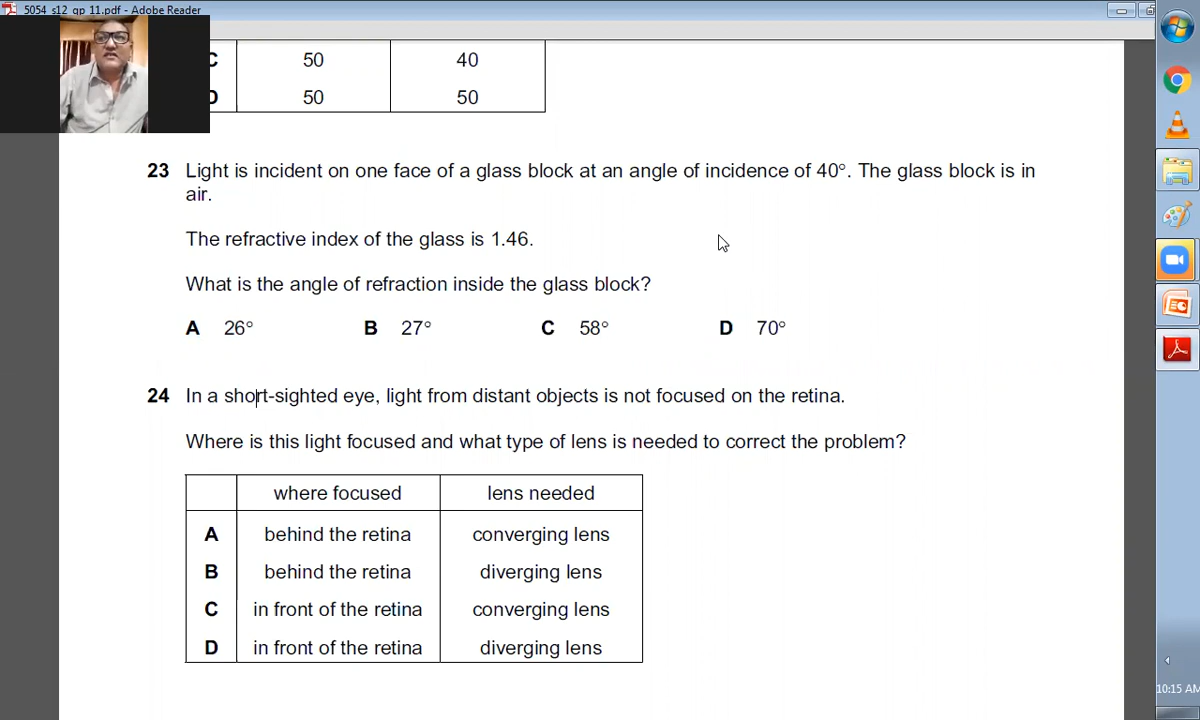 5054_s12_qp_11.pdf - Adobe Reader
C 50 40
D 50 50
23 Light is incident on one face of a glass block at an angle of incidence of 40°. The glass block is in
air.
The refractive index of the glass is 1.46.
What is the angle of refraction inside the glass block?
A 26° B 27° C 58° D 70°
24 In a short-sighted eye, light from distant objects is not focused on the retina.
Where is this light focused and what type of lens is needed to correct the problem?
where focused lens needed
A behind the retina converging lens
B behind the retina diverging lens
C in front of the retina converging lens
D in front of the retina diverging lens
10:15 AM